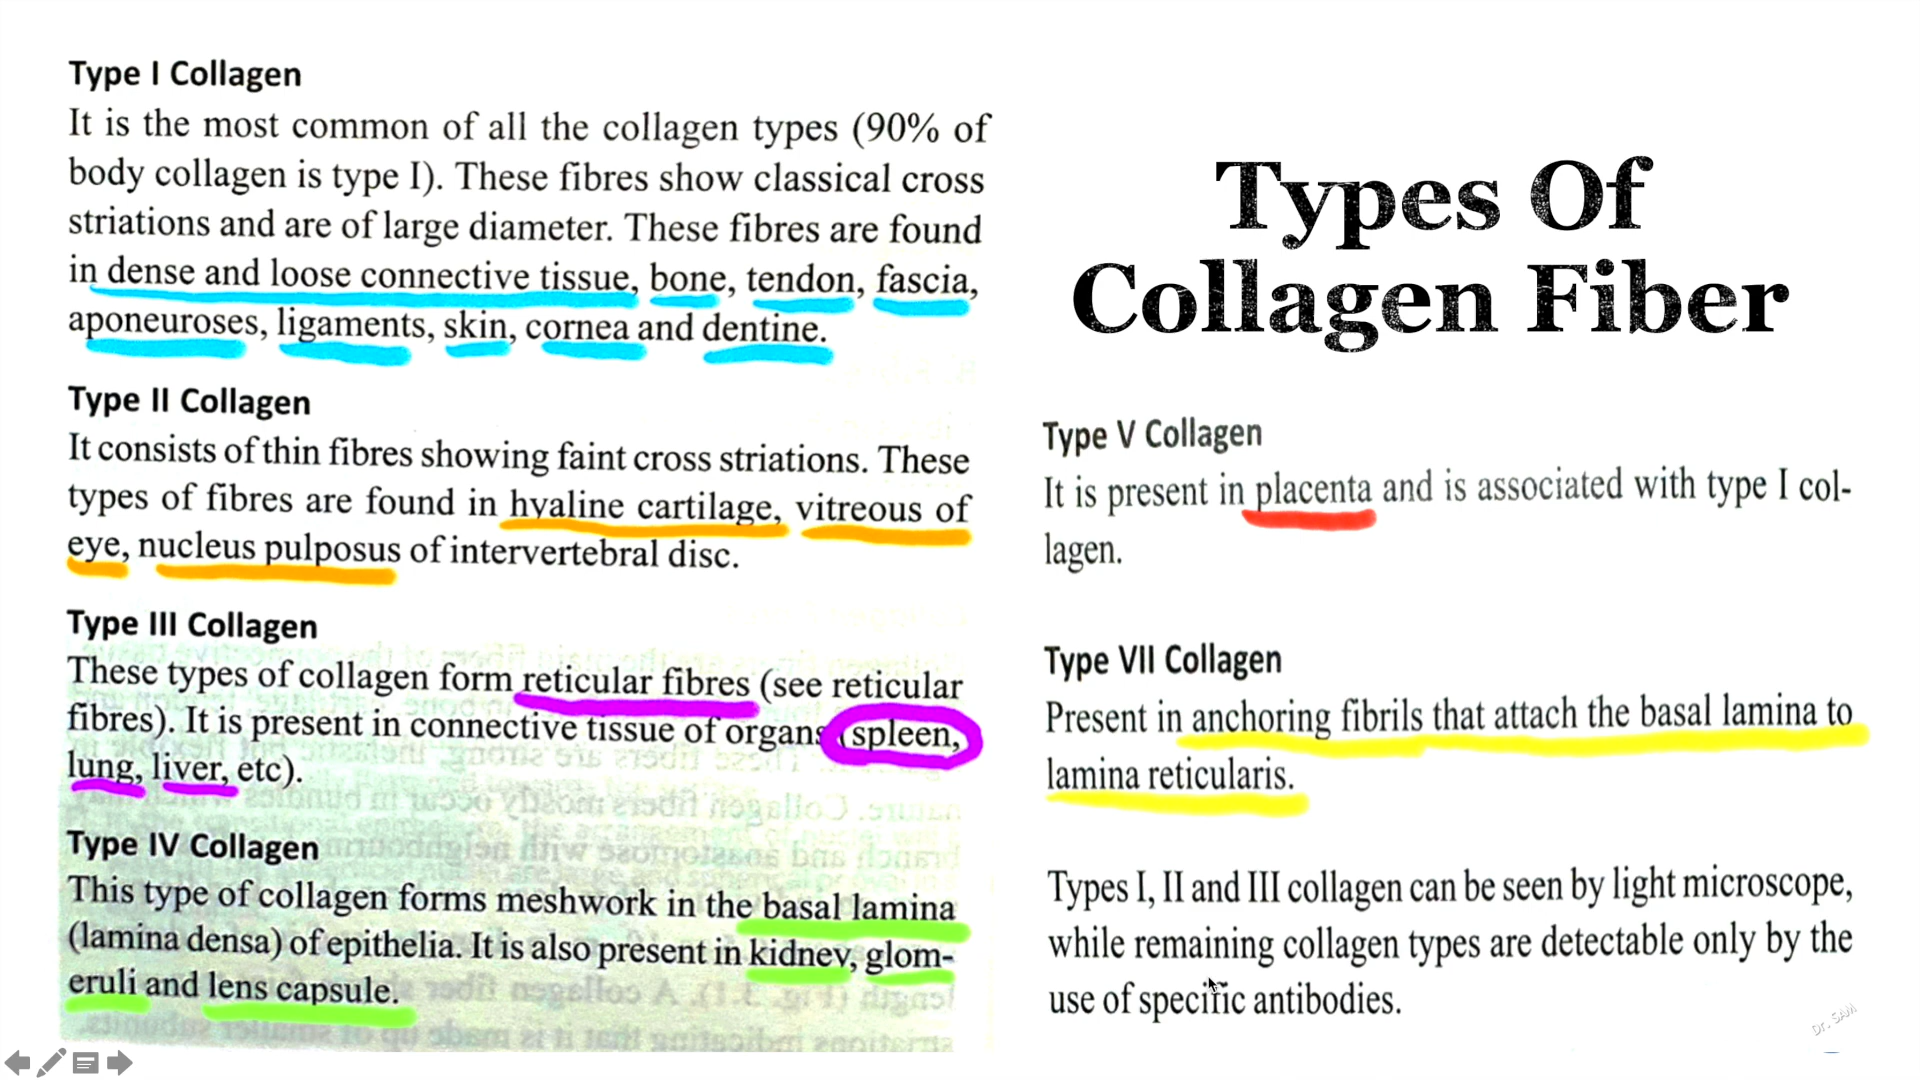 Type I Collagen
It is the most common of all the collagen types (90% of
body collagen is type I). These fibres show classical cross
striations and are of large diameter. These fibres are found
in dense and loose connective tissue, bone, tendon, fascia,
aponeuroses, ligaments, skin, cornea and dentine.
Type II Collagen
It consists of thin fibres showing faint cross striations. These
types of fibres are found in hyaline cartilage, vitreous of
eye, nucleus pulposus of intervertebral disc.
Type III Collagen
These types of collagen form reticular fibres (see reticular
fibres). It is present in connective tissue of organs (spleen,
lung, liver, etc).
Type IV Collagen
This type of collagen forms meshwork in the basal lamina
(lamina densa) of epithelia. It is also present in kidney, glom-
eruli and lens capsule.
Types Of
Collagen Fiber
Type V Collagen
It is present in placenta and is associated with type I col-
lagen.
Type VII Collagen
Present in anchoring fibrils that attach the basal lamina to
lamina reticularis.
Types I, II and III collagen can be seen by light microscope,
while remaining collagen types are detectable only by the
use of specific antibodies.
Dr. SAM